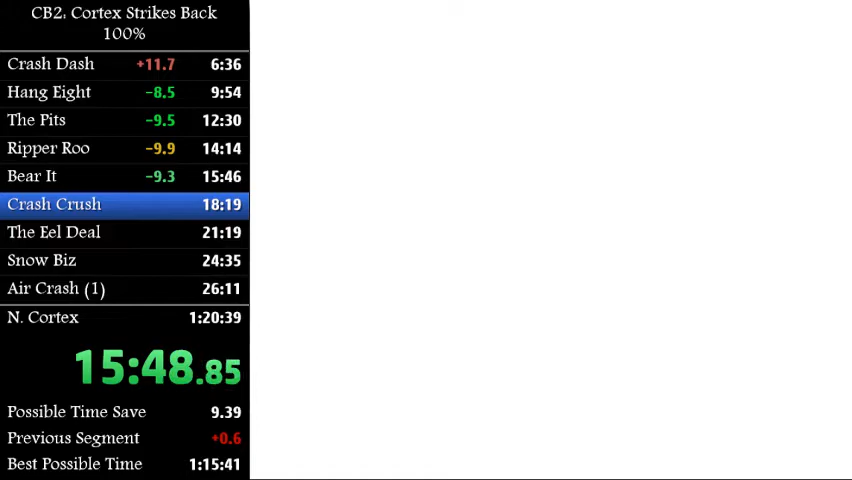 CB2: Cortex Strikes Back
100%
Crash Dash +11.7 6:36
Hang Eight -8.5 9:54
The Pits -9.5 12:30
Ripper Roo -9.9 14:14
Bear It -9.3 15:46
Crash Crush 18:19
The Eel Deal 21:19
Snow Biz 24:35
Air Crash (1) 26:11
N. Cortex 1:20:39
15:48.85
Possible Time Save 9.39
Previous Segment +0.6
Best Possible Time 1:15:41